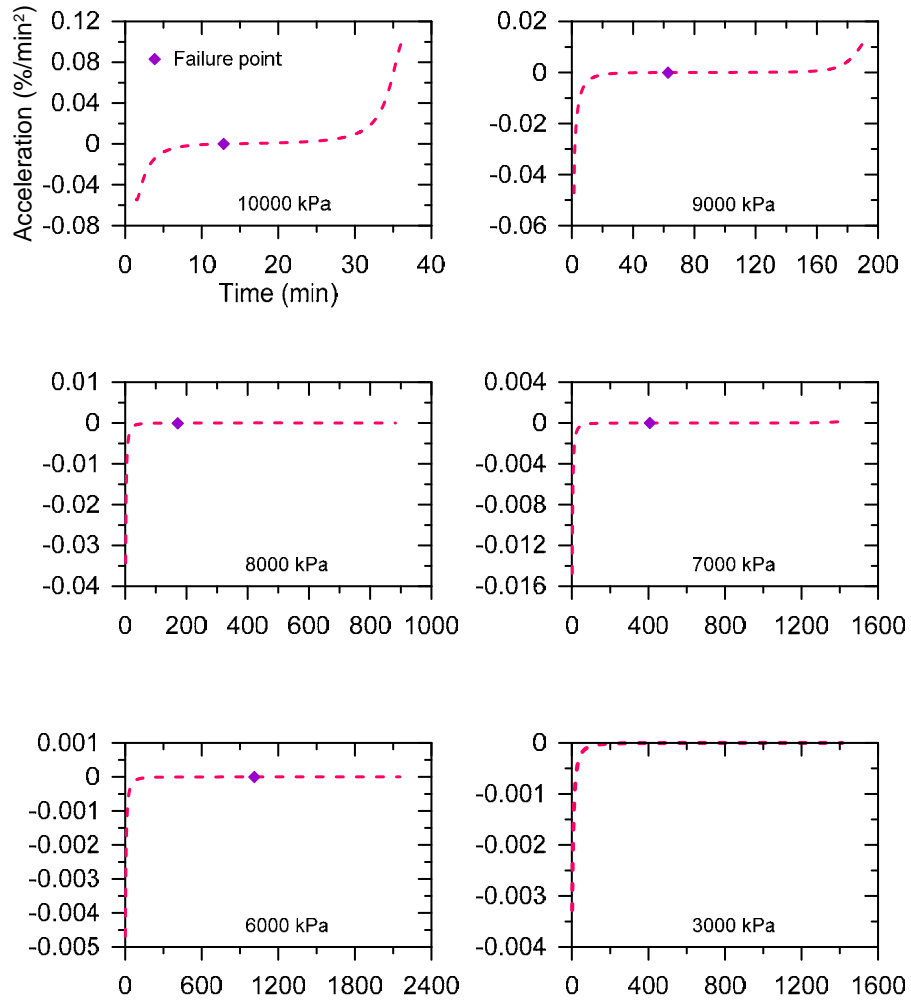 Acceleration (%/min²)
0.12
0.08
0.04
0
-0.04
-0.08
Failure point
10000 kPa
0 10 20 30 40
Time (min)
0.02
0
-0.02
-0.04
-0.06
9000 kPa
0 40 80 120 160 200
0.01
0
-0.01
-0.02
-0.03
-0.04
8000 kPa
0 200 400 600 800 1000
0.004
0
-0.004
-0.008
-0.012
-0.016
7000 kPa
0 400 800 1200 1600
0.001
0
-0.001
-0.002
-0.003
-0.004
-0.005
6000 kPa
0 600 1200 1800 2400
0
-0.001
-0.002
-0.003
-0.004
3000 kPa
0 400 800 1200 1600